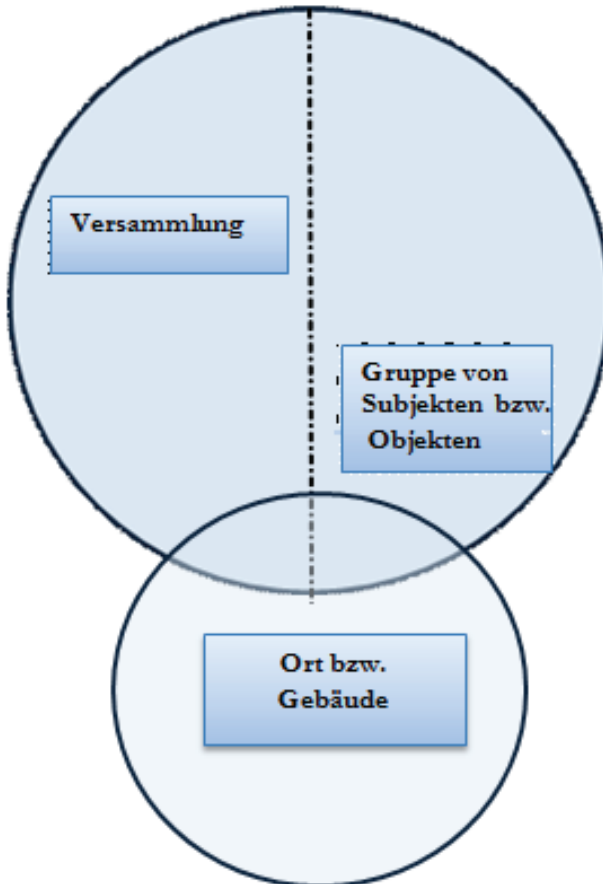 Versammlung
Gruppe von
Subjekten bzw.
Objekten
Ort bzw.
Gebäude